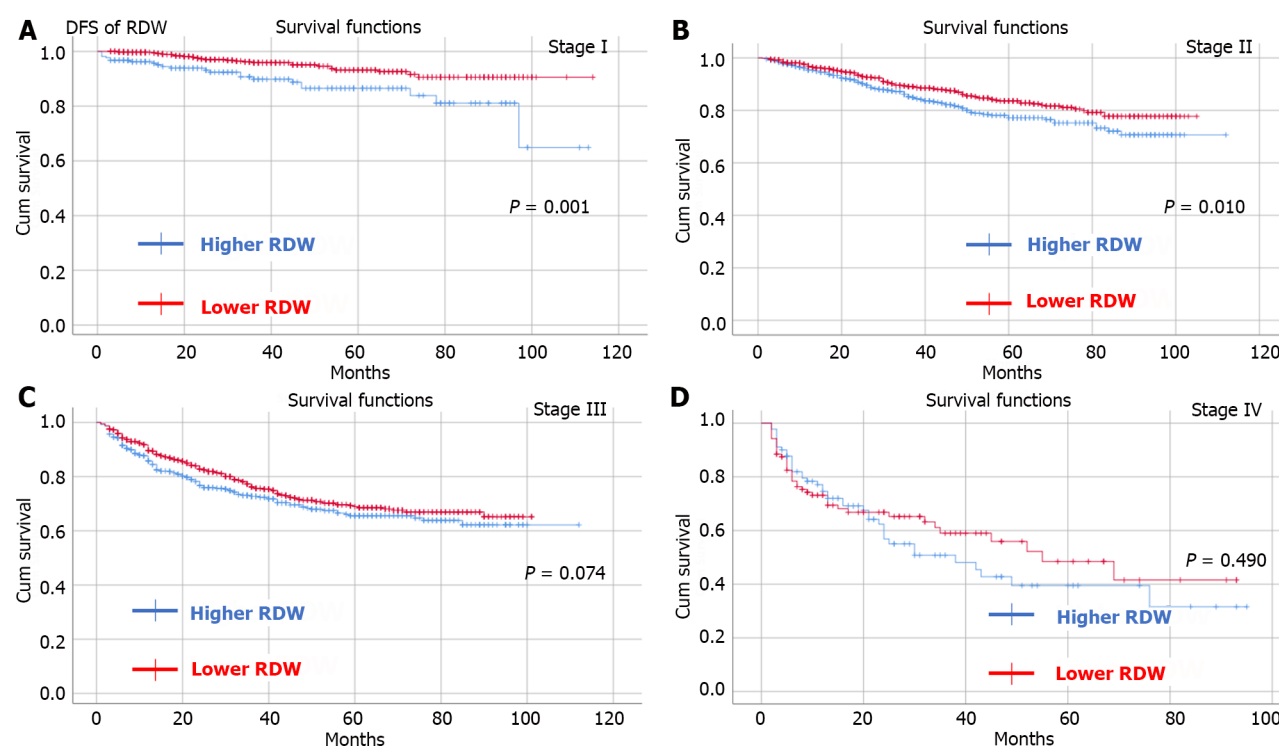 A
DFS of RDW
Survival functions
Stage I
1.0
0.8
0.6
0.4
0.2
0.0
Cum survival
P = 0.001
Higher RDW
Lower RDW
0 20 40 60 80 100 120
Months
B
Survival functions
Stage II
1.0
0.8
0.6
0.4
0.2
0.0
Cum survival
P = 0.010
Higher RDW
Lower RDW
0 20 40 60 80 100 120
Months
C
Survival functions
Stage III
1.0
0.8
0.6
0.4
0.2
0.0
Cum survival
P = 0.074
Higher RDW
Lower RDW
0 20 40 60 80 100 120
Months
D
Survival functions
Stage IV
1.0
0.8
0.6
0.4
0.2
0.0
Cum survival
P = 0.490
Higher RDW
Lower RDW
0 20 40 60 80 100
Months